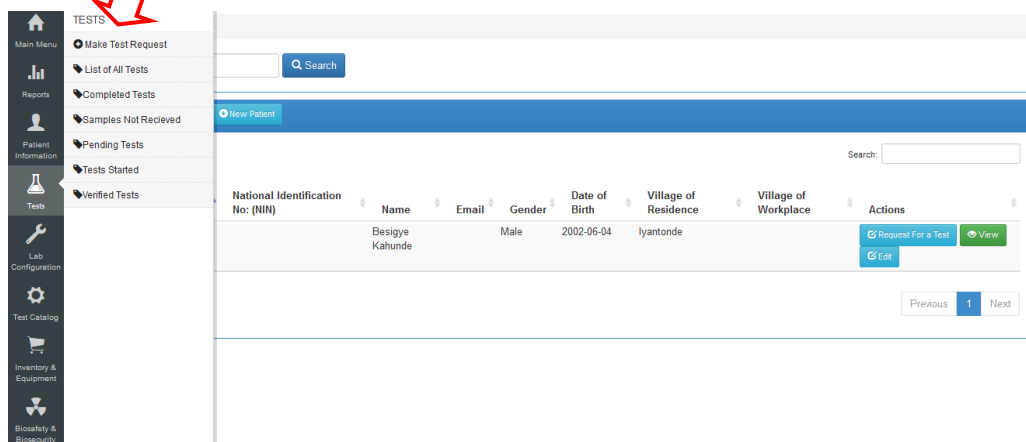 Main Menu
Reports
Patient
Information
Tests
Lab
Configuration
Test Catalog
Inventory &
Equipment
Biosafety &
Biosecurity
TESTS
Make Test Request
List of All Tests
Completed Tests
Samples Not Recieved
Pending Tests
Tests Started
Verified Tests
Search
New Patient
Search:
National Identification
No: (NIN)
Name
Email
Gender
Date of
Birth
Village of
Residence
Village of
Workplace
Actions
Besigye
Kahunde
Male
2002-06-04
Iyantonde
Request For a Test
View
Edit
Previous
1
Next